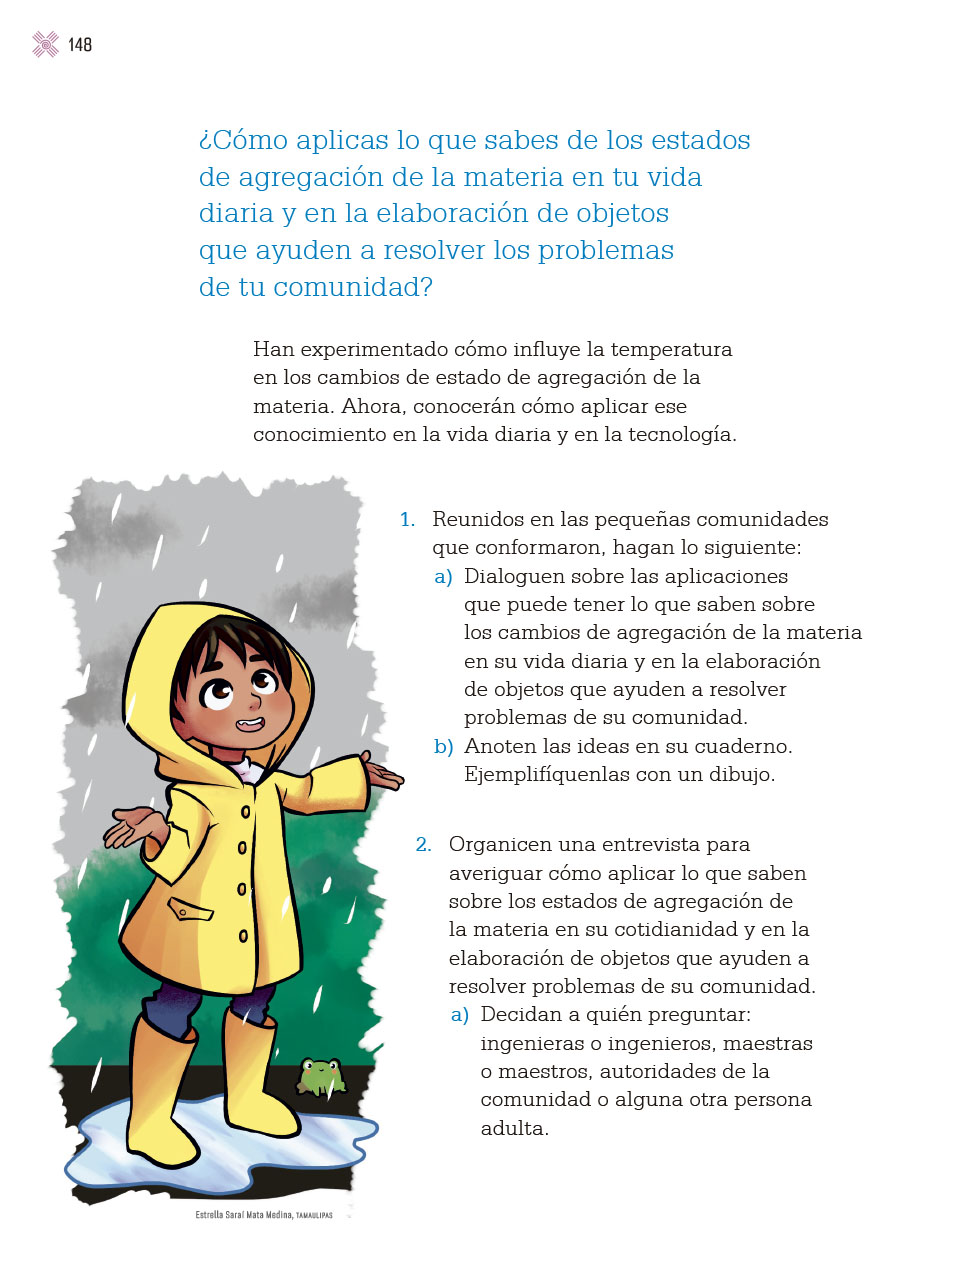 148
¿Cómo aplicas lo que sabes de los estados
de agregación de la materia en tu vida
diaria y en la elaboración de objetos
que ayuden a resolver los problemas
de tu comunidad?
Han experimentado cómo influye la temperatura
en los cambios de estado de agregación de la
materia. Ahora, conocerán cómo aplicar ese
conocimiento en la vida diaria y en la tecnología.
1. Reunidos en las pequeñas comunidades
que conformaron, hagan lo siguiente:
a) Dialoguen sobre las aplicaciones
que puede tener lo que saben sobre
los cambios de agregación de la materia
en su vida diaria y en la elaboración
de objetos que ayuden a resolver
problemas de su comunidad.
b) Anoten las ideas en su cuaderno.
Ejemplifíquenlas con un dibujo.
2. Organicen una entrevista para
averiguar cómo aplicar lo que saben
sobre los estados de agregación de
la materia en su cotidianidad y en la
elaboración de objetos que ayuden a
resolver problemas de su comunidad.
a) Decidan a quién preguntar:
ingenieras o ingenieros, maestras
o maestros, autoridades de la
comunidad o alguna otra persona
adulta.
Estrella Saraí Mata Medina, TAMAULIPAS